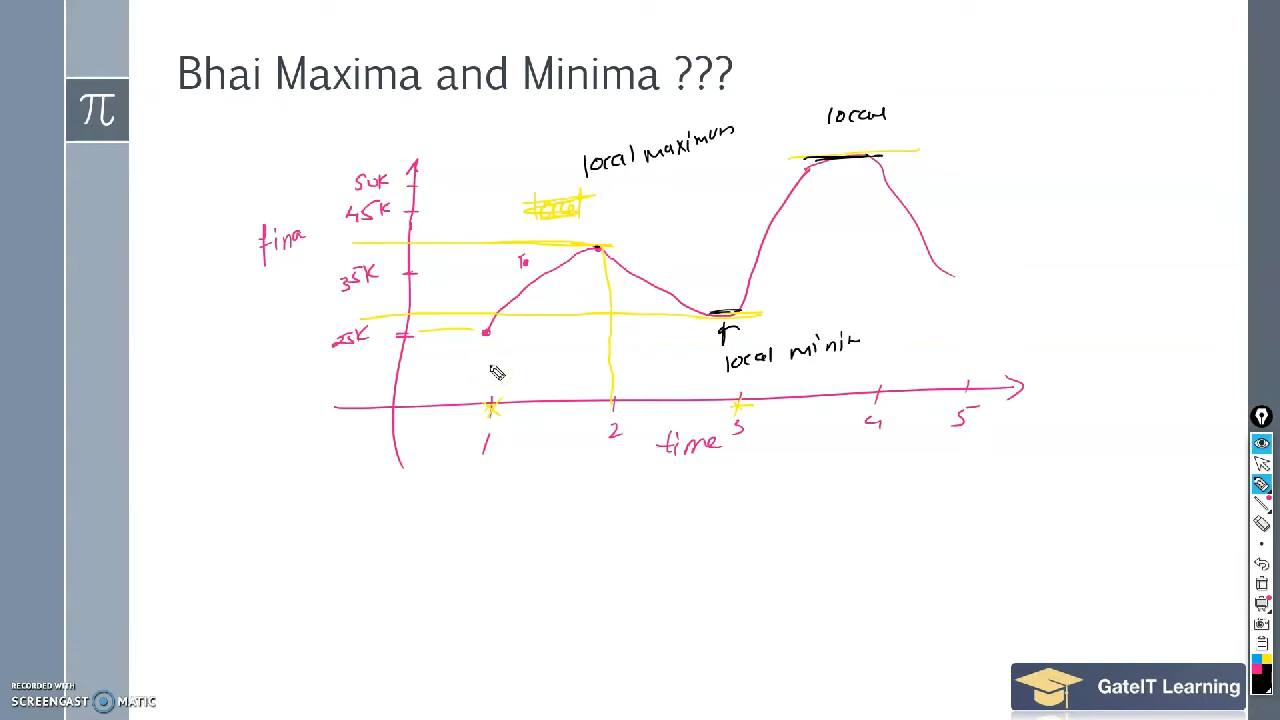 Bhai Maxima and Minima ???
π
local
local maximum
50K
45K
fina
35K
25K
local minim
1
2
time
3
4
5
RECORDED WITH
SCREENCAST MATIC
GateIT Learning